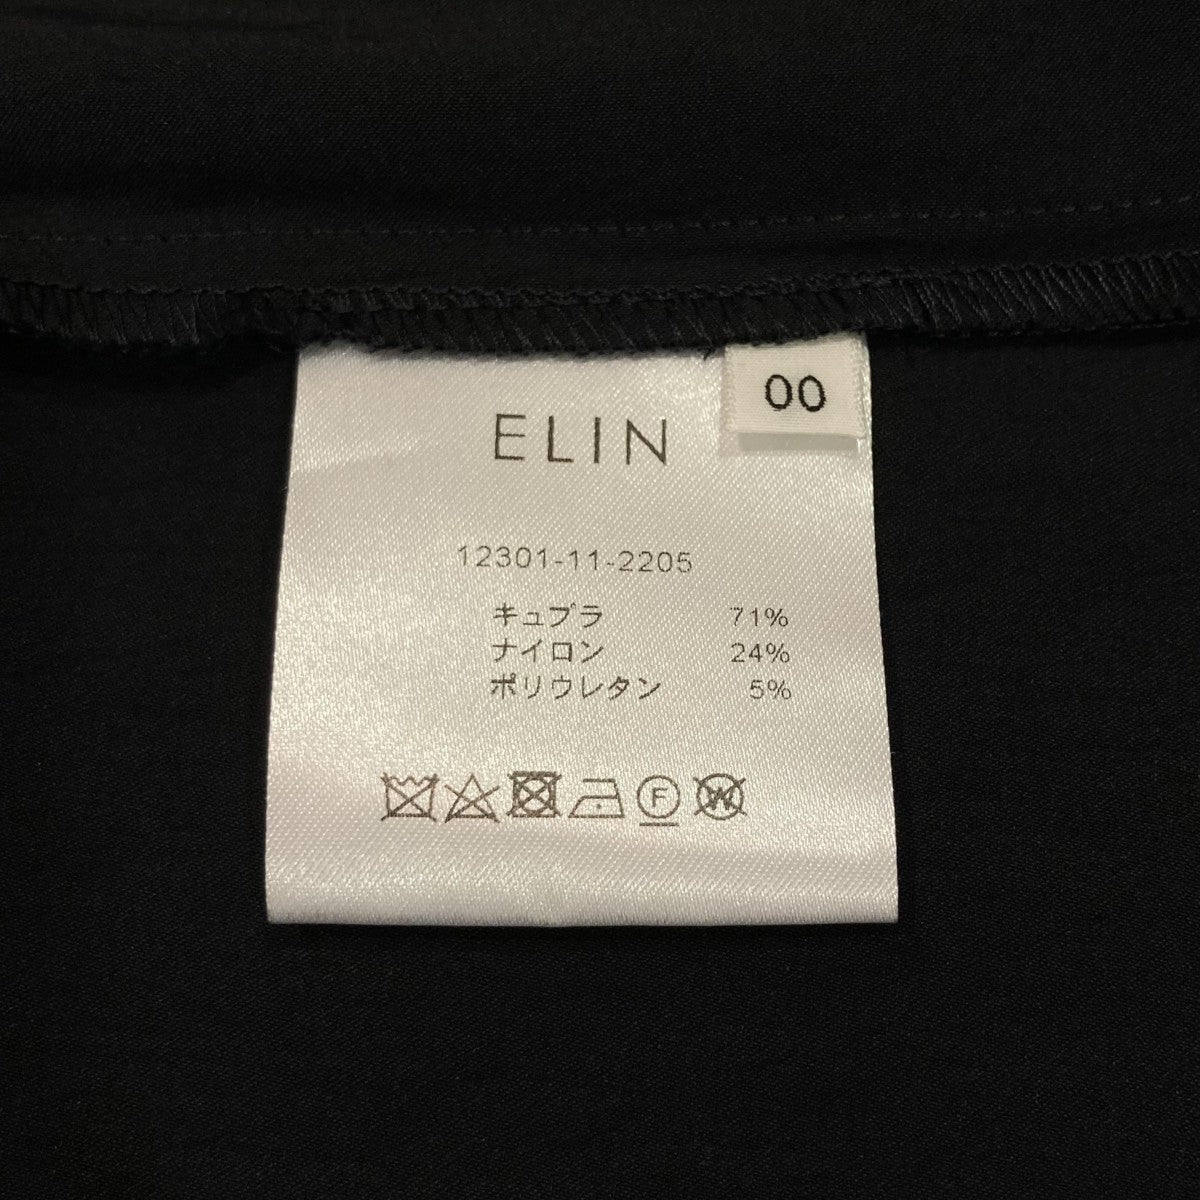 00
ELIN
12301-11-2205
キュプラ 71%
ナイロン 24%
ポリウレタン 5%
F W